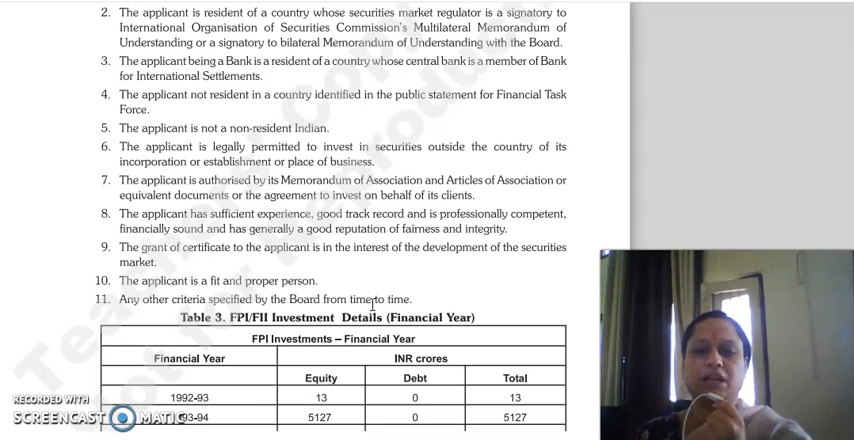 2. The applicant is resident of a country whose securities market regulator is a signatory to
International Organisation of Securities Commission's Multilateral Memorandum of
Understanding or a signatory to bilateral Memorandum of Understanding with the Board.
3. The applicant being a Bank is a resident of a country whose central bank is a member of Bank
for International Settlements.
4. The applicant not resident in a country identified in the public statement for Financial Task
Force.
5. The applicant is not a non-resident Indian.
6. The applicant is legally permitted to invest in securities outside the country of its
incorporation or establishment or place of business.
7. The applicant is authorised by its Memorandum of Association and Articles of Association or
equivalent documents or the agreement to invest on behalf of its clients.
8. The applicant has sufficient experience, good track record and is professionally competent,
financially sound and has generally a good reputation of fairness and integrity.
9. The grant of certificate to the applicant is in the interest of the development of the securities
market.
10. The applicant is a fit and proper person.
11. Any other criteria specified by the Board from time to time.
Table 3. FPI/FII Investment Details (Financial Year)
FPI Investments – Financial Year
Financial Year INR crores
Equity Debt Total
1992-93 13 0 13
93-94 5127 0 5127
RECORDED WITH
SCREENCAST MATIC
Teachers' Copy
Not for Reproduc